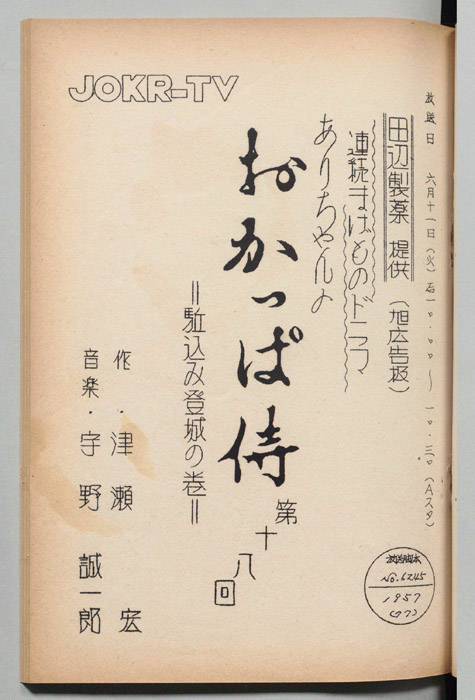 JOKR-TV
放送日 六月十一日(火)后一〇.〇〇〜一〇.三〇(Aスタ)
田辺製薬 提供(旭広告扱)
連続まげものドラマ
ありちゃんの
おかっぱ侍
第十八回
=駈込み登城の巻=
作・津瀬 宏
音楽・宇野誠一郎
放送脚本
NO.6245
1957
(77)